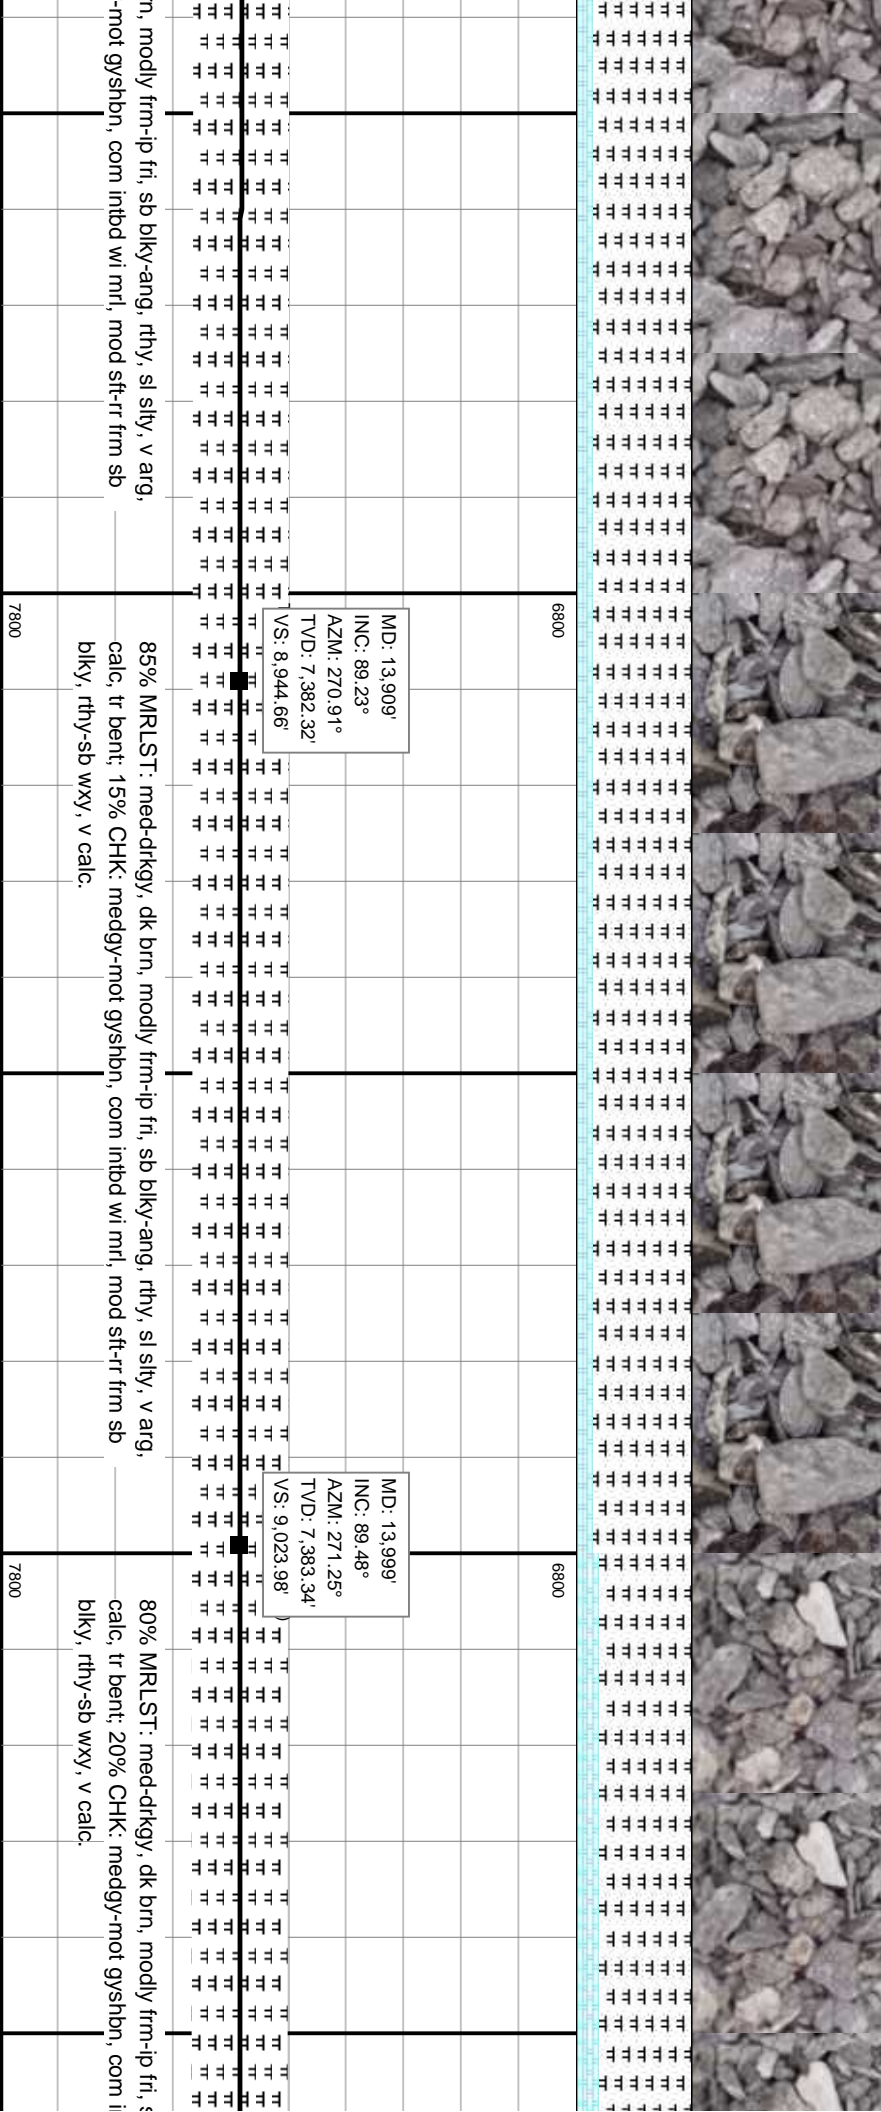 n, modly frm-ip fri, sb blky-ang, rthy, sl slty, v arg,
-mot gyshbn, com intbd wi mrl, mod sft-rr frm sb
6800
7800
MD: 13,909'
INC: 89.23°
AZM: 270.91°
TVD: 7,382.32'
VS: 8,944.66'
85% MRLST: med-drkgy, dk brn, modly frm-ip fri, sb blky-ang, rthy, sl slty, v arg,
calc, tr bent; 15% CHK: medgy-mot gyshbn, com intbd wi mrl, mod sft-rr frm sb
blky, rthy-sb wxy, v calc.
MD: 13,999'
INC: 89.48°
AZM: 271.25°
TVD: 7,383.34'
VS: 9,023.98'
6800
7800
80% MRLST: med-drkgy, dk brn, modly frm-ip fri, s
calc, tr bent; 20% CHK: medgy-mot gyshbn, com i
blky, rthy-sb wxy, v calc.